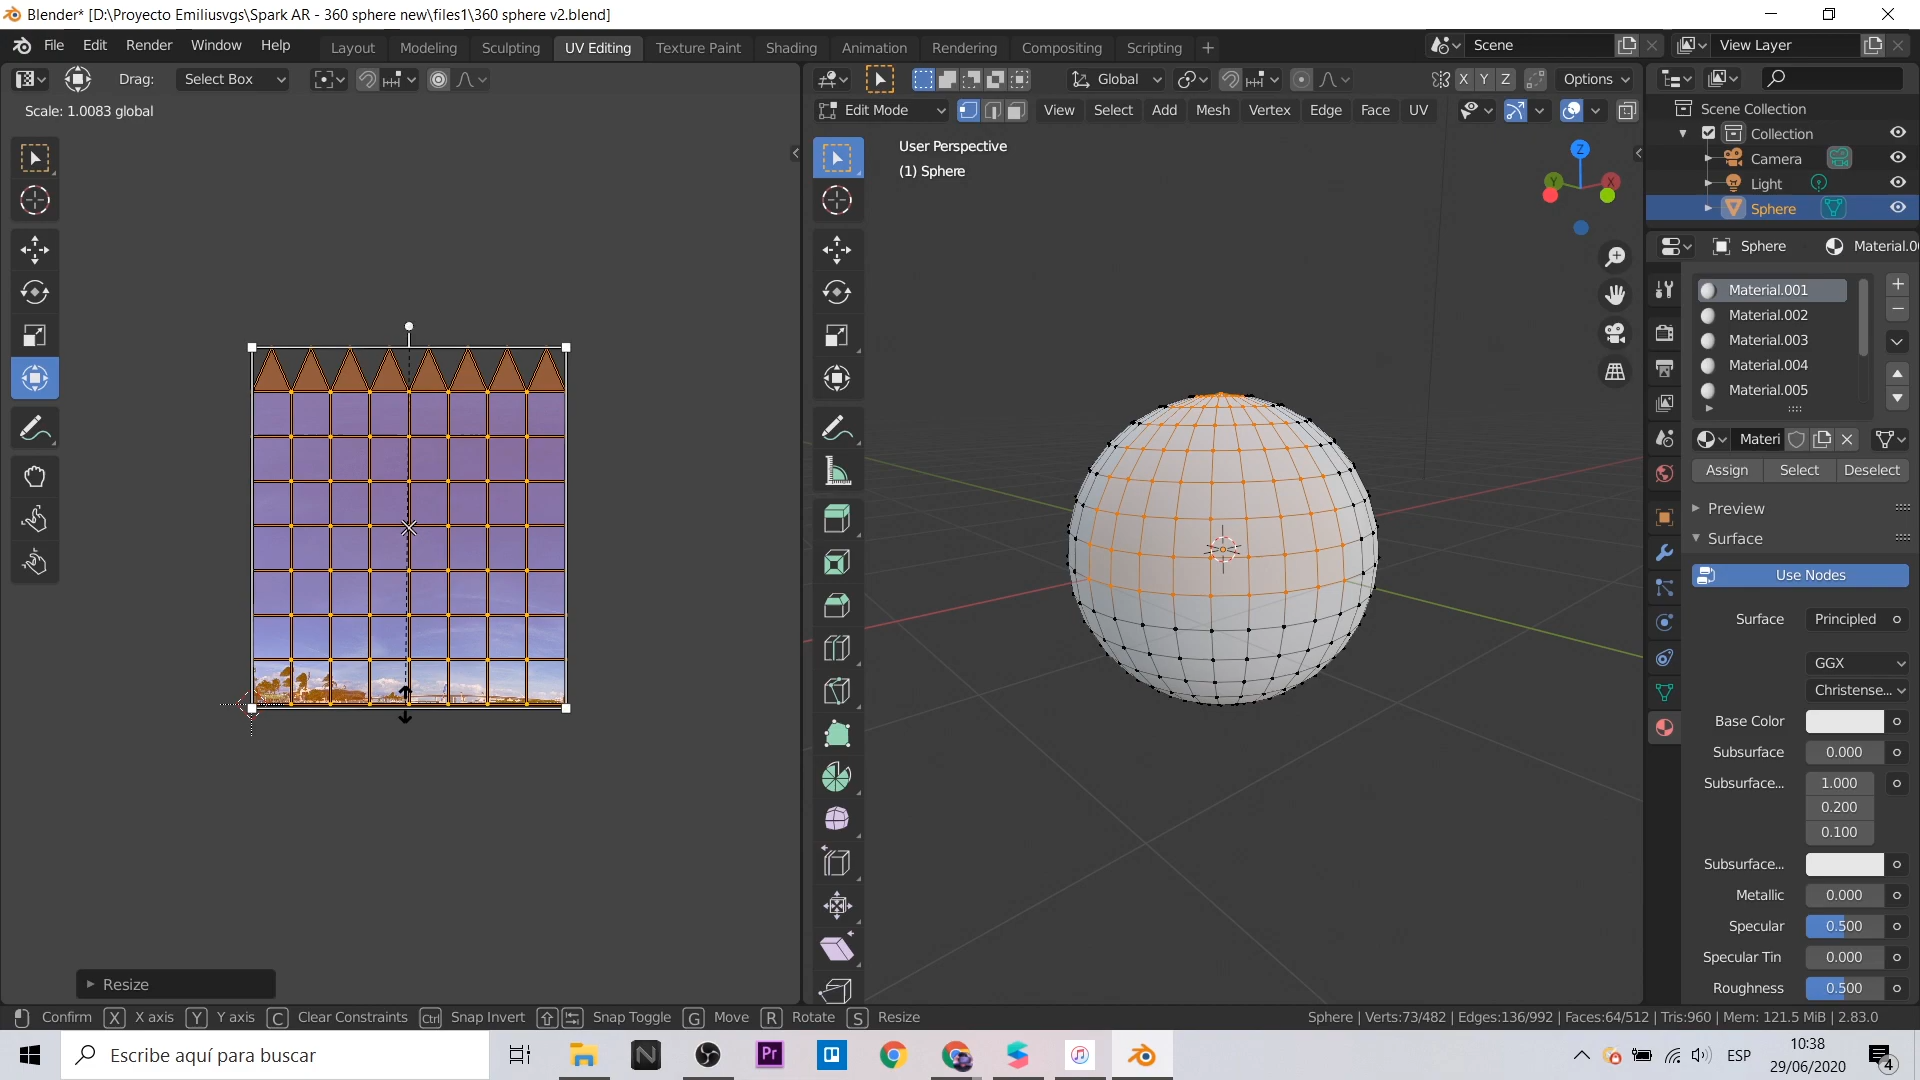 Blender* [D:\Proyecto Emiliusvgs\Spark AR - 360 sphere new\files1\360 sphere v2.blend]
File Edit Render Window Help Layout Modeling Sculpting UV Editing Texture Paint Shading Animation Rendering Compositing Scripting + Scene View Layer
Drag: Select Box Global X Y Z Options
Scale: 1.0083 global Edit Mode View Select Add Mesh Vertex Edge Face UV
User Perspective
(1) Sphere
Z
Y
X
Scene Collection
Collection
Camera
Light
Sphere
Sphere Material.0
Material.001
Material.002
Material.003
Material.004
Material.005
Materi
Assign Select Deselect
Preview
Surface
Use Nodes
Surface Principled
GGX
Christense...
Base Color
Subsurface 0.000
Subsurface... 1.000
0.200
0.100
Subsurface...
Metallic 0.000
Specular 0.500
Specular Tin 0.000
Roughness 0.500
Resize
Confirm X X axis Y Y axis C Clear Constraints Ctrl Snap Invert Snap Toggle G Move R Rotate S Resize Sphere | Verts:73/482 | Edges:136/992 | Faces:64/512 | Tris:960 | Mem: 121.5 MiB | 2.83.0
Escribe aquí para buscar
N
Pr
ESP
10:38
29/06/2020
4